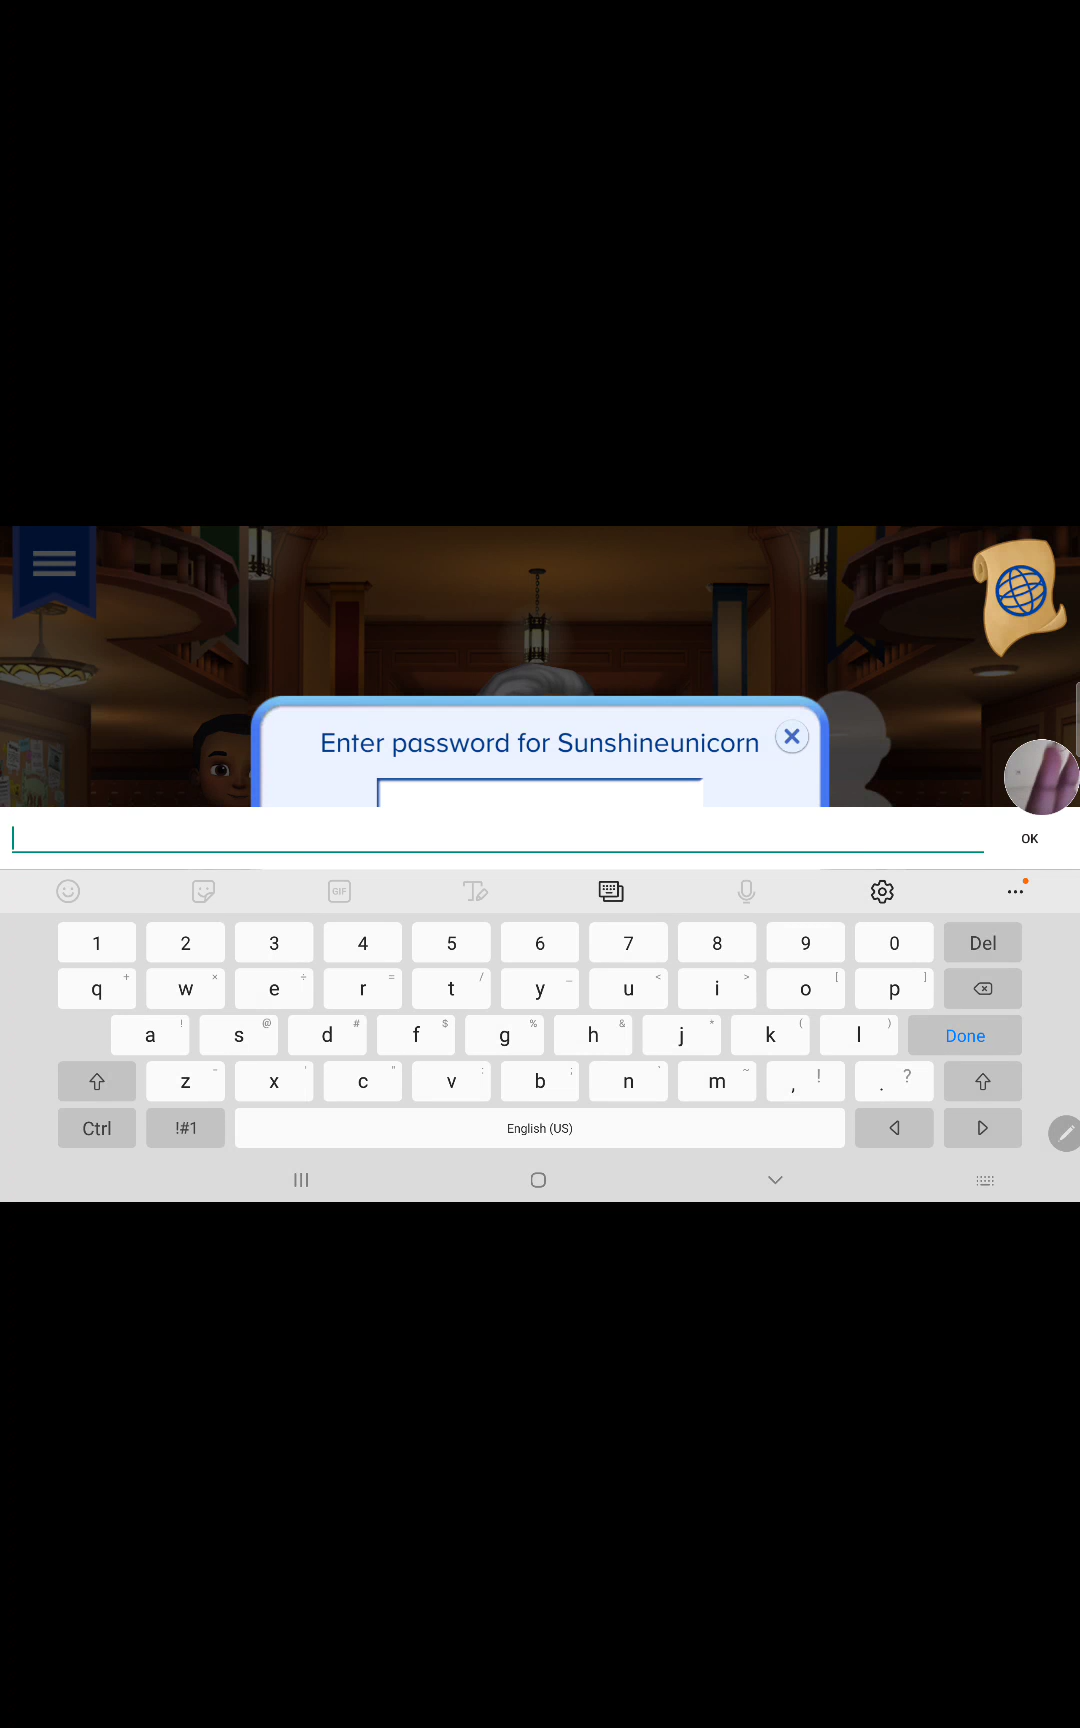 Enter password for Sunshineunicorn
OK
GIF
1 2 3 4 5 6 7 8 9 0 Del
q + w × e ÷ r = t / y _ u < i > o [ p ]
a ! s @ d # f $ g % h & j * k ( l ) Done
z - x ' c " v : b ; n ` m ~ , ! . ?
Ctrl !#1 English (US)